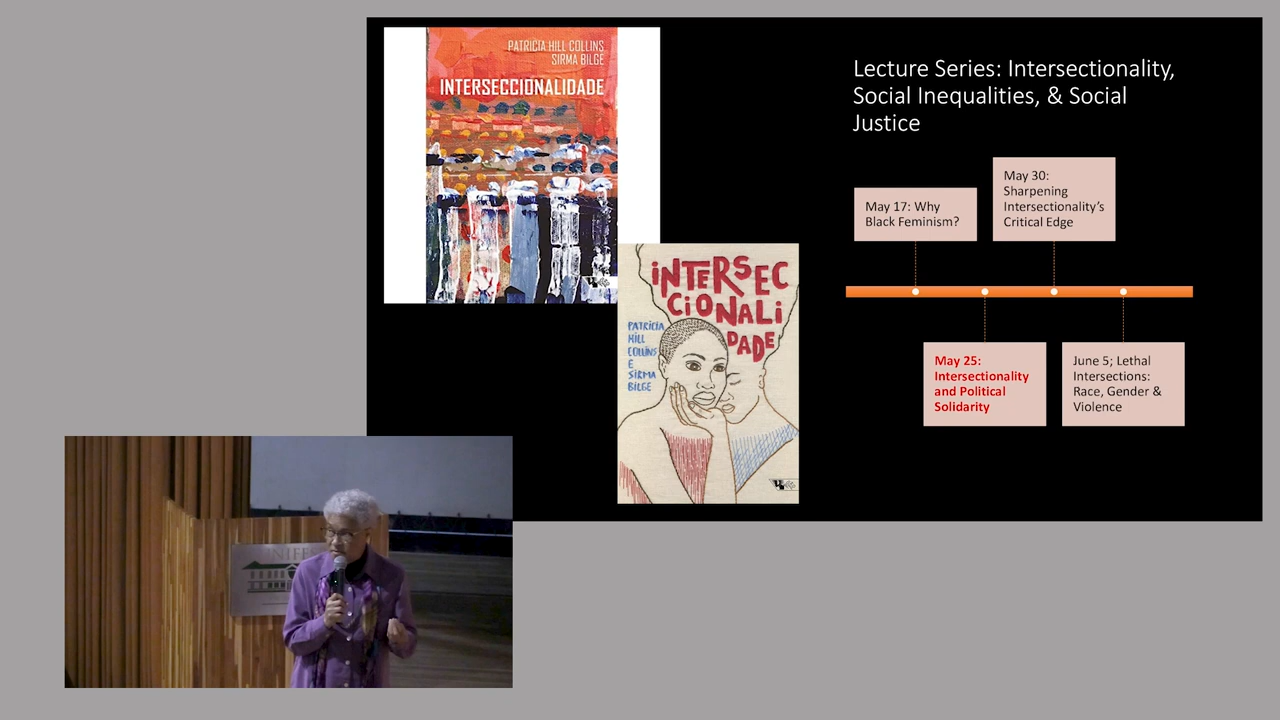 PATRICIA HILL COLLINS
SIRMA BILGE
INTERSECCIONALIDADE
INTERSEC
CIONALI
DADE
PATRICIA
HILL
COLLINS
E
SIRMA
BILGE
Lecture Series: Intersectionality,
Social Inequalities, & Social
Justice
May 17: Why
Black Feminism?
May 30:
Sharpening
Intersectionality’s
Critical Edge
May 25:
Intersectionality
and Political
Solidarity
June 5; Lethal
Intersections:
Race, Gender &
Violence